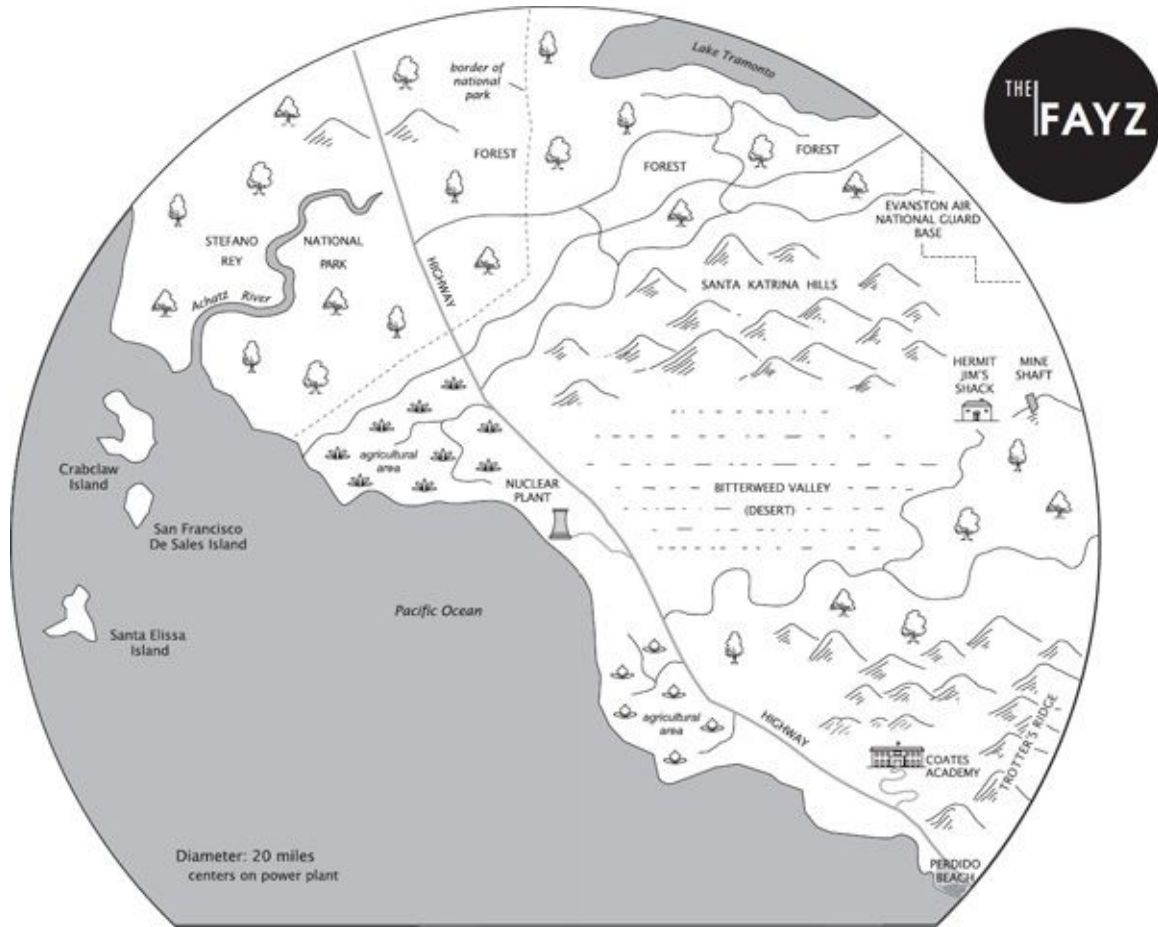 THE
FAYZ
Lake Tramonto
border of
national
park
FOREST
FOREST
FOREST
EVANSTON AIR
NATIONAL GUARD
BASE
STEFANO
REY
NATIONAL
PARK
Achatz River
HIGHWAY
SANTA KATRINA HILLS
HERMIT
JIM'S
SHACK
MINE
SHAFT
agricultural
area
NUCLEAR
PLANT
BITTERWEED VALLEY
(DESERT)
Crabclaw
Island
San Francisco
De Sales Island
Santa Elissa
Island
Pacific Ocean
agricultural
area
HIGHWAY
COATES
ACADEMY
TROTTER'S RIDGE
PERDIDO
BEACH
Diameter: 20 miles
centers on power plant